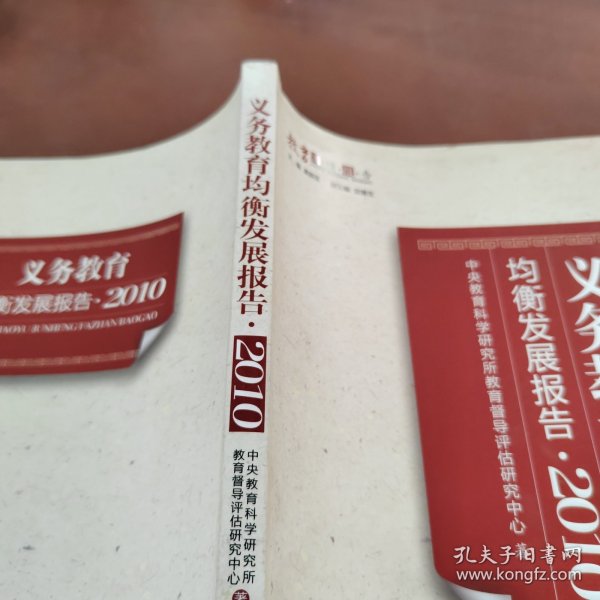 义务教育均衡发展报告·2010
中央教育科学研究所
教育督导评估研究中心
著
义务教育
衡发展报告·2010
义务教
均衡发展报告·2010
中央教育科学研究所教育督导评估研究中心 著
孔夫子旧书网
www.kongfz.com